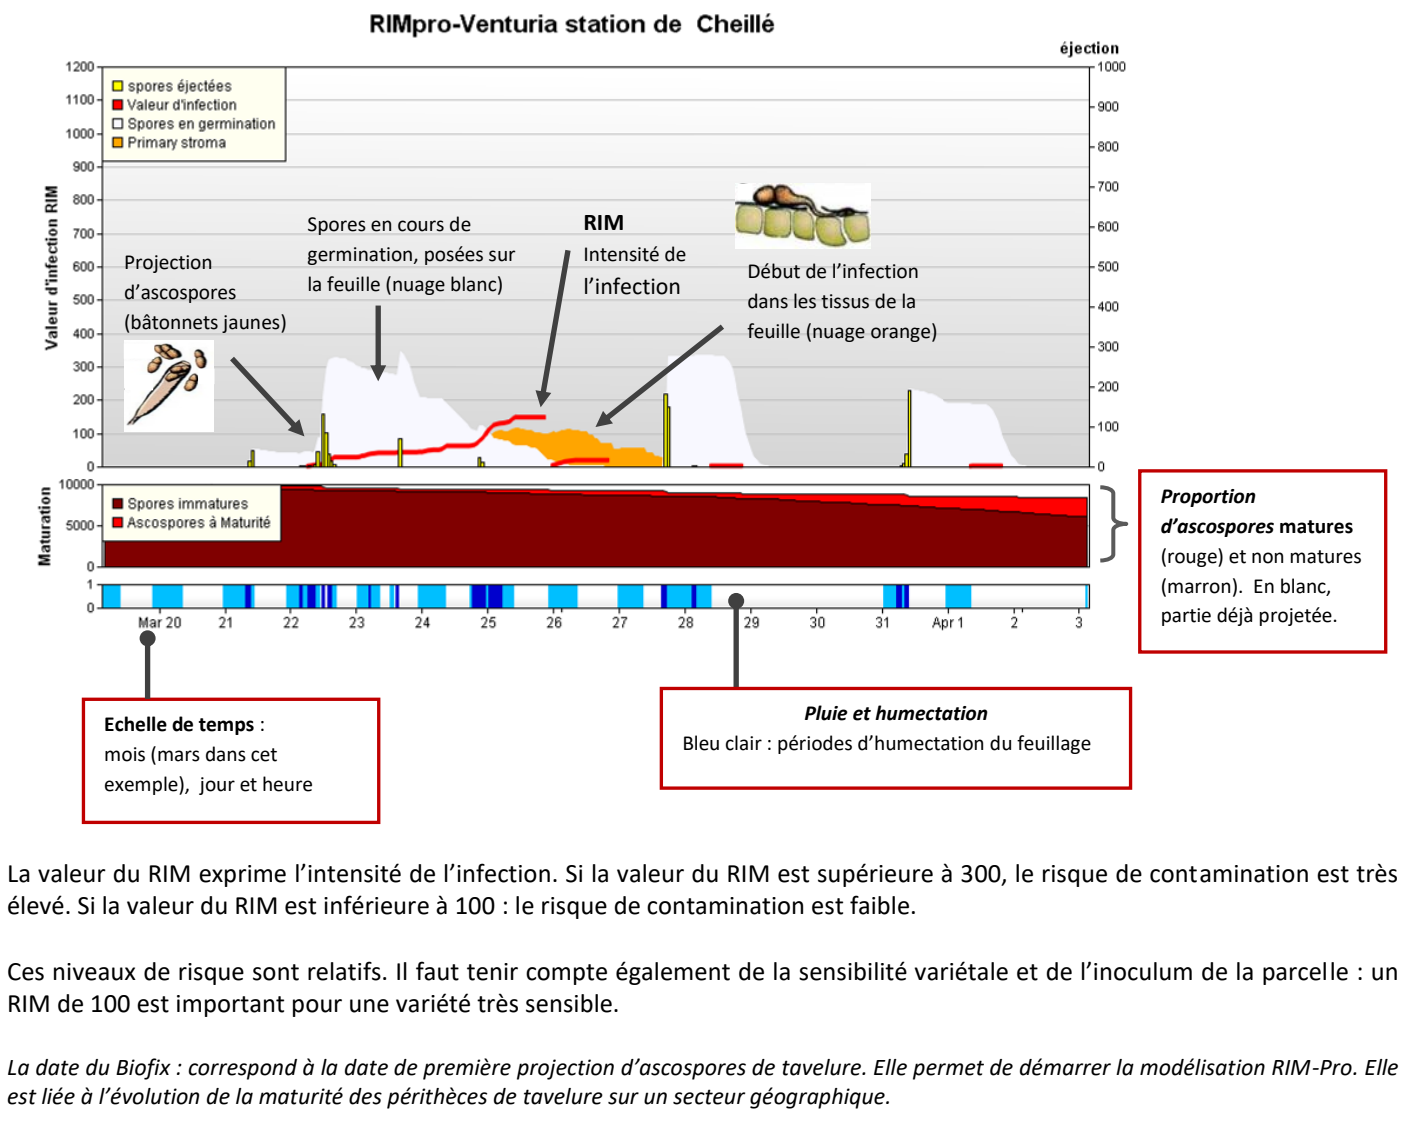 RIMpro-Venturia station de Cheillé
éjection
1200
1100
1000
900
800
700
600
500
400
300
200
100
0
Valeur d'infection RIM
1000
900
800
700
600
500
400
300
200
100
0
spores éjectées
Valeur d'infection
Spores en germination
Primary stroma
Projection
d'ascospores
(bâtonnets jaunes)
Spores en cours de
germination, posées sur
la feuille (nuage blanc)
RIM
Intensité de
l'infection
Début de l'infection
dans les tissus de la
feuille (nuage orange)
Maturation
10000
5000
0
Spores immatures
Ascospores à Maturité
1
0
Mar 20 21 22 23 24 25 26 27 28 29 30 31 Apr 1 2 3
Proportion
d'ascospores matures
(rouge) et non matures
(marron). En blanc,
partie déjà projetée.
Echelle de temps :
mois (mars dans cet
exemple), jour et heure
Pluie et humectation
Bleu clair : périodes d'humectation du feuillage
La valeur du RIM exprime l'intensité de l'infection. Si la valeur du RIM est supérieure à 300, le risque de contamination est très
élevé. Si la valeur du RIM est inférieure à 100 : le risque de contamination est faible.
Ces niveaux de risque sont relatifs. Il faut tenir compte également de la sensibilité variétale et de l'inoculum de la parcelle : un
RIM de 100 est important pour une variété très sensible.
La date du Biofix : correspond à la date de première projection d'ascospores de tavelure. Elle permet de démarrer la modélisation RIM-Pro. Elle
est liée à l'évolution de la maturité des périthèces de tavelure sur un secteur géographique.